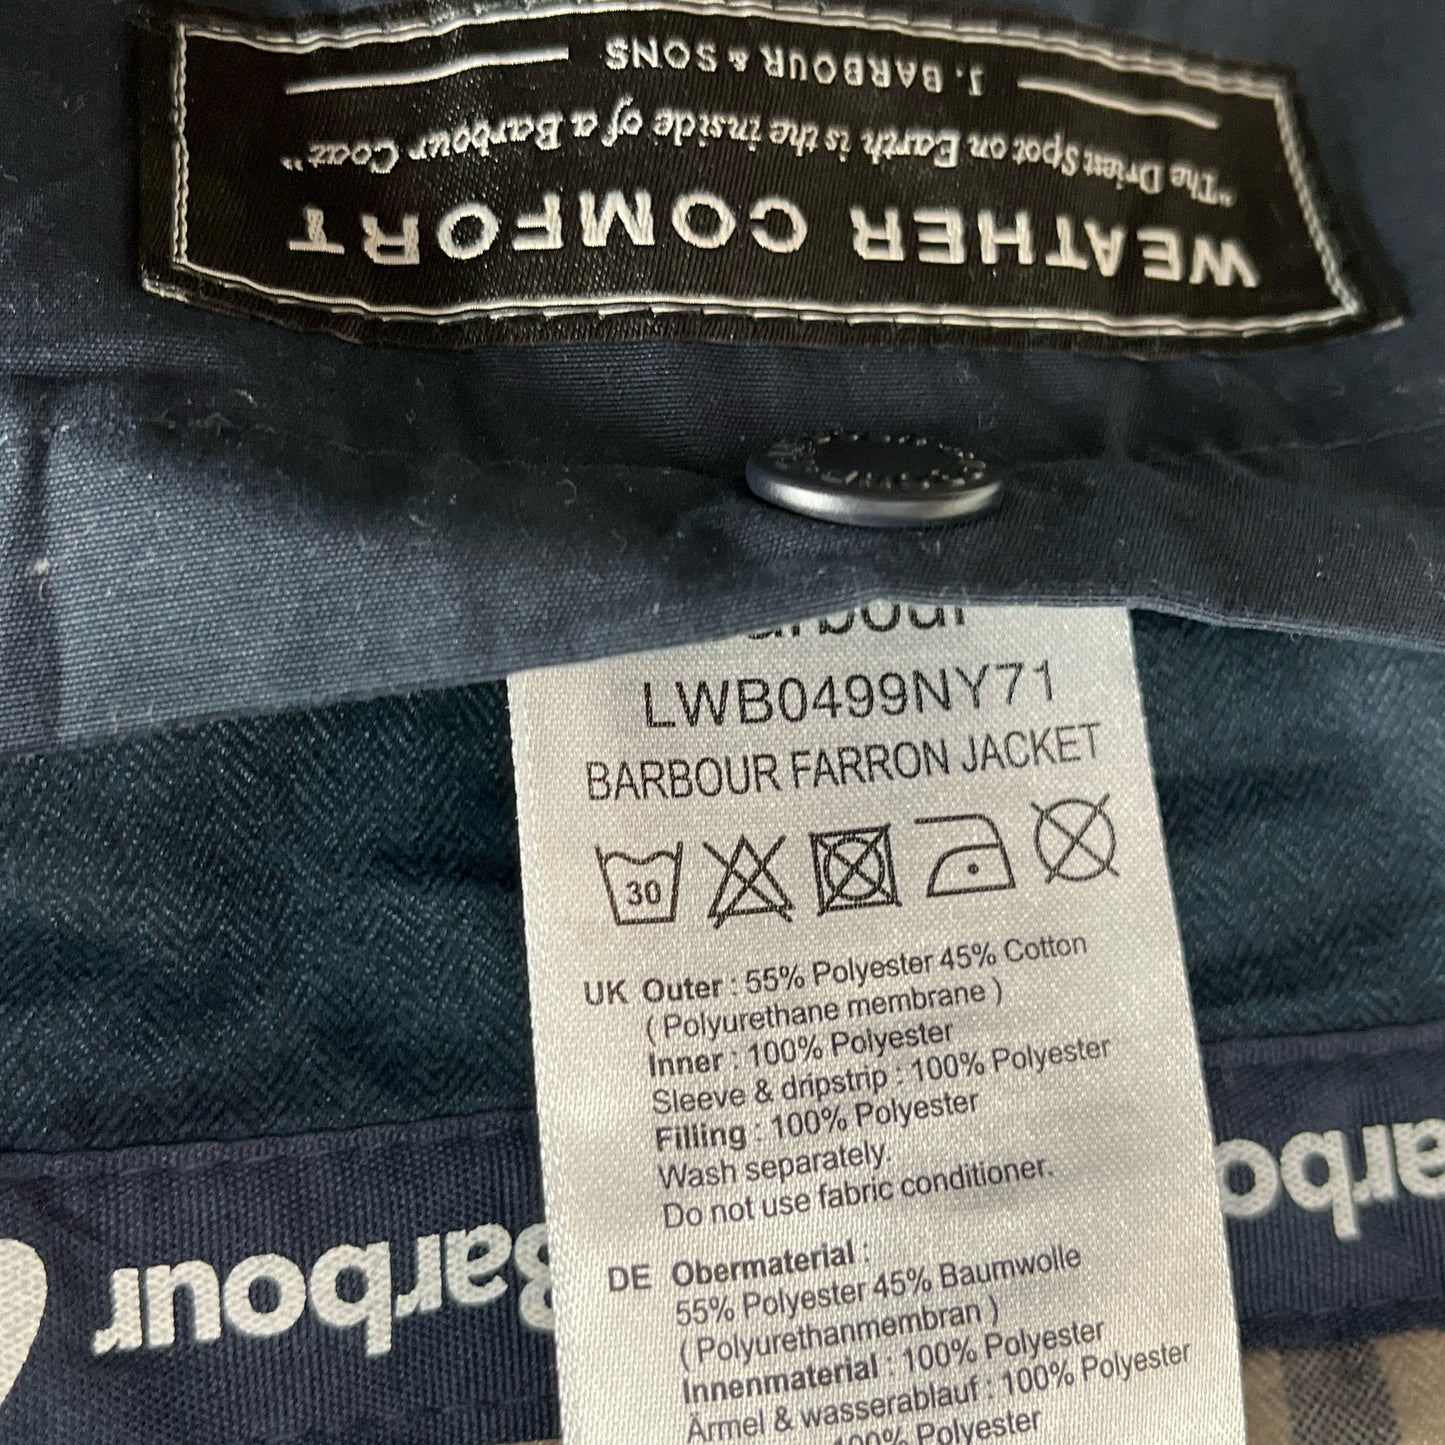 WEATHER COMFORT
"The Driest Spot on Earth is the inside of a Barbour Coat"
J. BARBOUR & SONS
Barbour
LWB0499NY71
BARBOUR FARRON JACKET
30
UK Outer : 55% Polyester 45% Cotton
( Polyurethane membrane )
Inner : 100% Polyester
Sleeve & dripstrip : 100% Polyester
Filling : 100% Polyester
Wash separately.
Do not use fabric conditioner.
DE Obermaterial :
55% Polyester 45% Baumwolle
( Polyurethanmembran )
Innenmaterial : 100% Polyester
Ärmel & wasserablauf : 100% Polyester
100% Polyester
Barbour
arbo